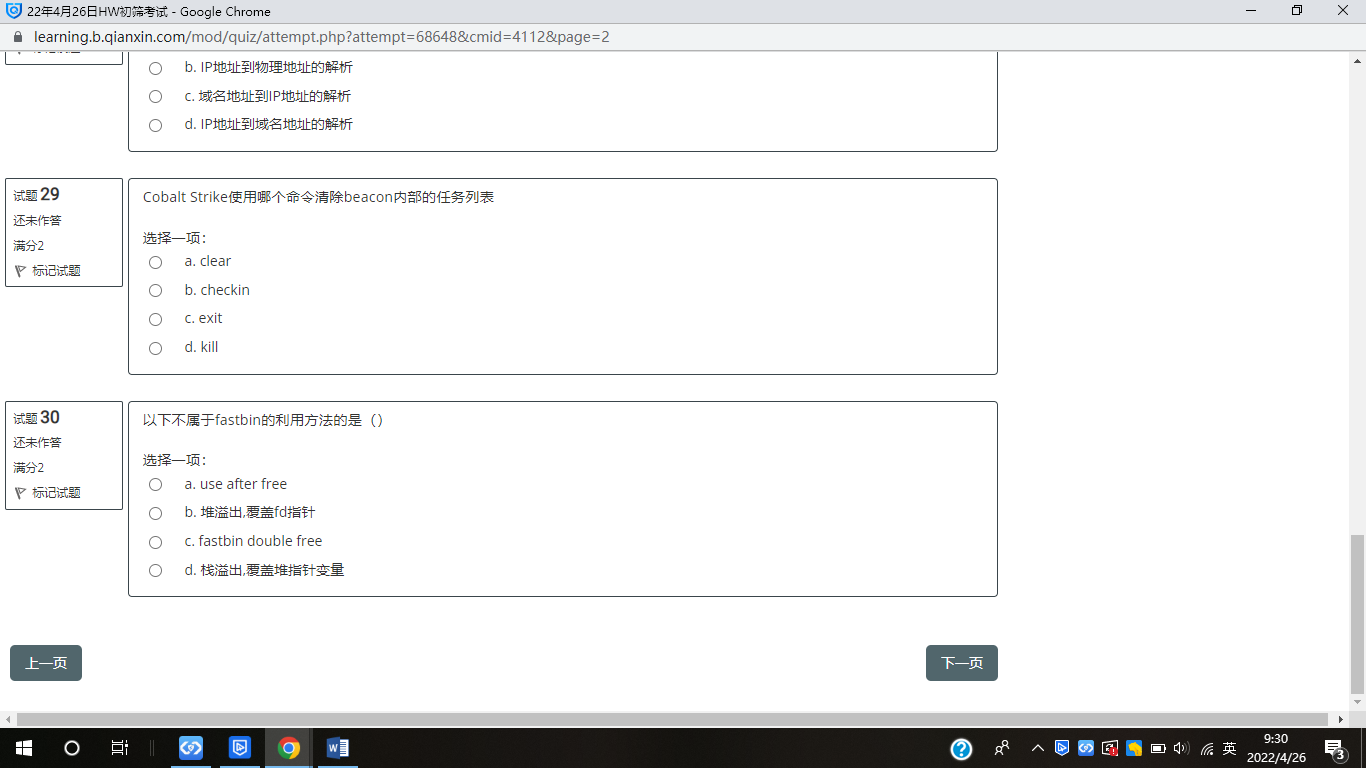 22年4月26日HW初筛考试 - Google Chrome
learning.b.qianxin.com/mod/quiz/attempt.php?attempt=68648&cmid=4112&page=2
b. IP地址到物理地址的解析
c. 域名地址到IP地址的解析
d. IP地址到域名地址的解析
试题 29
还未作答
满分2
标记试题
Cobalt Strike使用哪个命令清除beacon内部的任务列表
选择一项：
a. clear
b. checkin
c. exit
d. kill
试题 30
还未作答
满分2
标记试题
以下不属于fastbin的利用方法的是（）
选择一项：
a. use after free
b. 堆溢出,覆盖fd指针
c. fastbin double free
d. 栈溢出,覆盖堆指针变量
上一页
下一页
英
9:30
2022/4/26
3